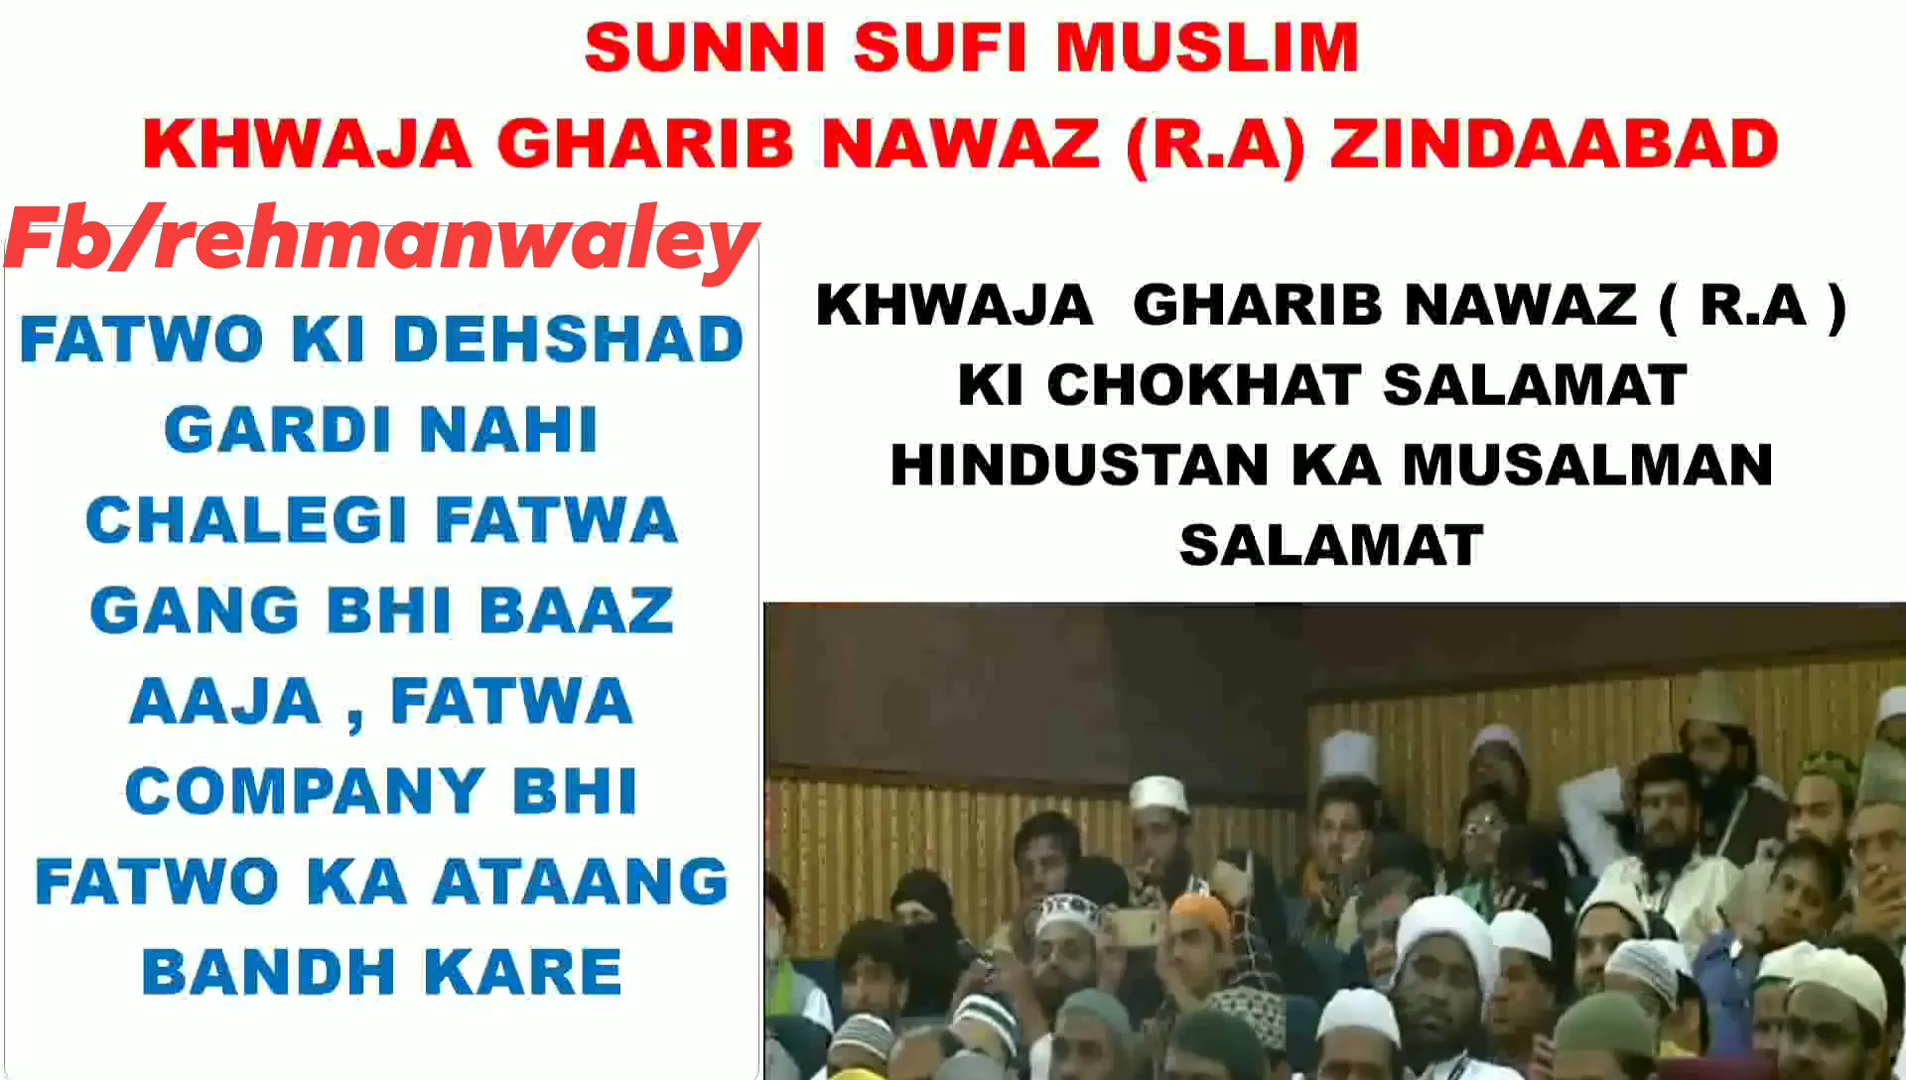 SUNNI SUFI MUSLIM
KHWAJA GHARIB NAWAZ (R.A) ZINDAABAD
Fb/rehmanwaley
FATWO KI DEHSHAD
GARDI NAHI
CHALEGI FATWA
GANG BHI BAAZ
AAJA , FATWA
COMPANY BHI
FATWO KA ATAANG
BANDH KARE
KHWAJA GHARIB NAWAZ ( R.A )
KI CHOKHAT SALAMAT
HINDUSTAN KA MUSALMAN
SALAMAT